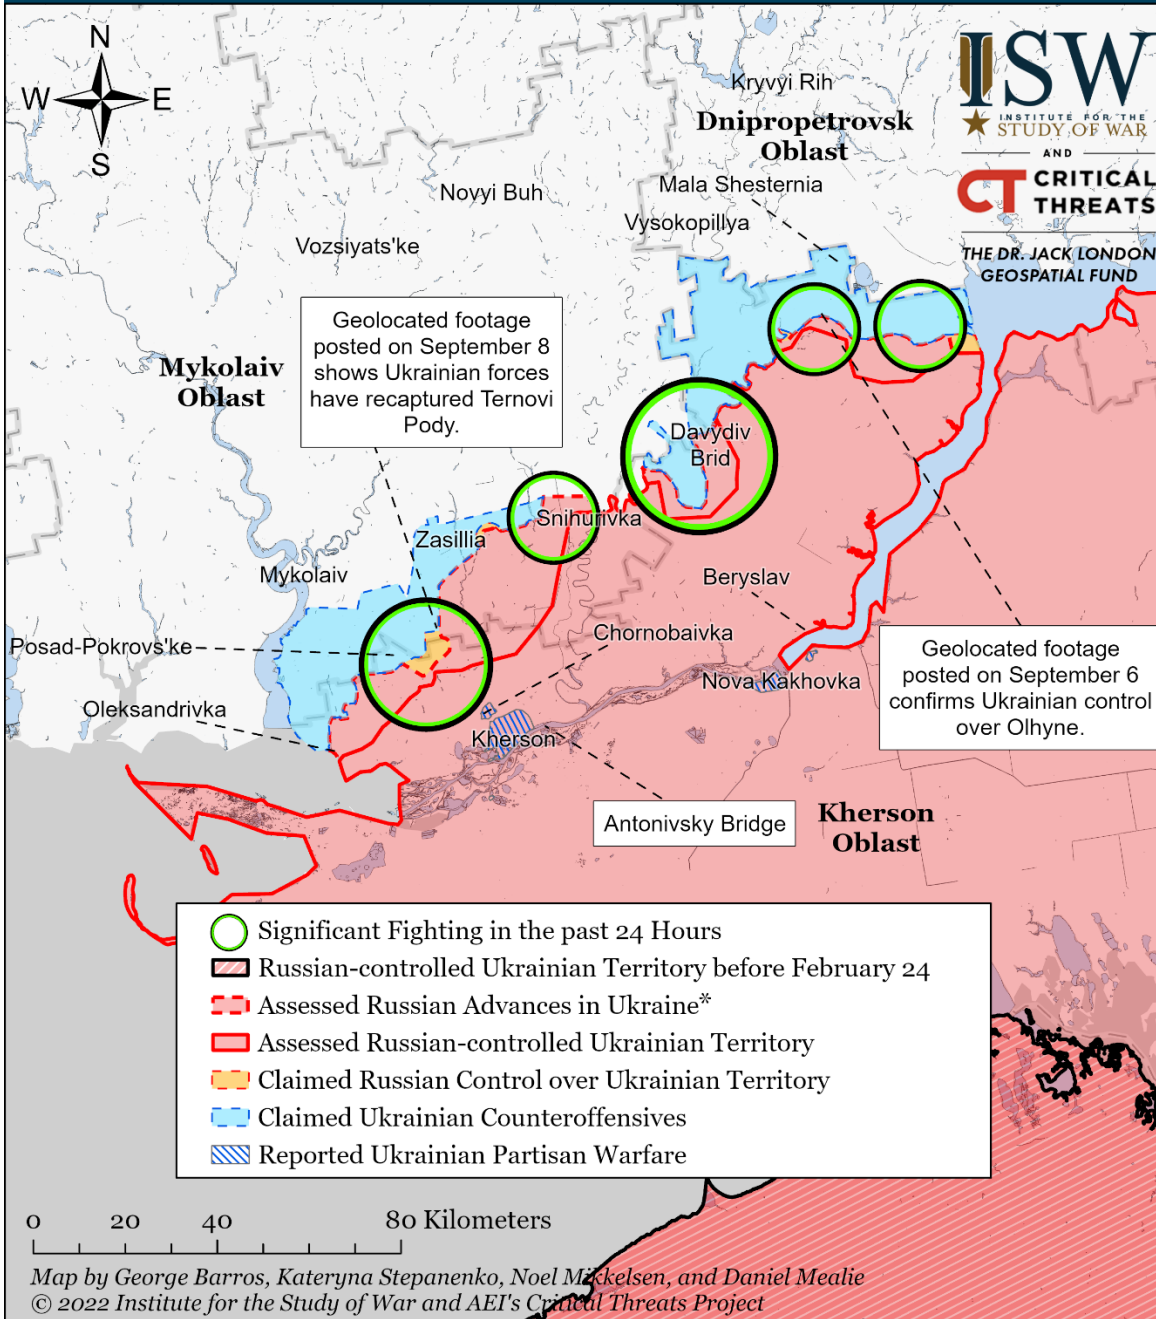 N
W
E
S
ISW
INSTITUTE FOR THE
STUDY OF WAR
AND
CT CRITICAL
THREATS
THE DR. JACK LONDON
GEOSPATIAL FUND
Kryvyi Rih
Dnipropetrovsk
Oblast
Mala Shesternia
Novyi Buh
Vysokopillya
Vozsiyats'ke
Geolocated footage
posted on September 8
shows Ukrainian forces
have recaptured Ternovi
Pody.
Mykolaiv
Oblast
Davydiv
Brid
Snihurivka
Zasillia
Mykolaiv
Beryslav
Chornobaivka
Posad-Pokrovs'ke
Nova Kakhovka
Oleksandrivka
Kherson
Geolocated footage
posted on September 6
confirms Ukrainian control
over Olhyne.
Antonivsky Bridge
Kherson
Oblast
Significant Fighting in the past 24 Hours
Russian-controlled Ukrainian Territory before February 24
Assessed Russian Advances in Ukraine*
Assessed Russian-controlled Ukrainian Territory
Claimed Russian Control over Ukrainian Territory
Claimed Ukrainian Counteroffensives
Reported Ukrainian Partisan Warfare
0 20 40 80 Kilometers
Map by George Barros, Kateryna Stepanenko, Noel Mikkelsen, and Daniel Mealie
© 2022 Institute for the Study of War and AEI's Critical Threats Project